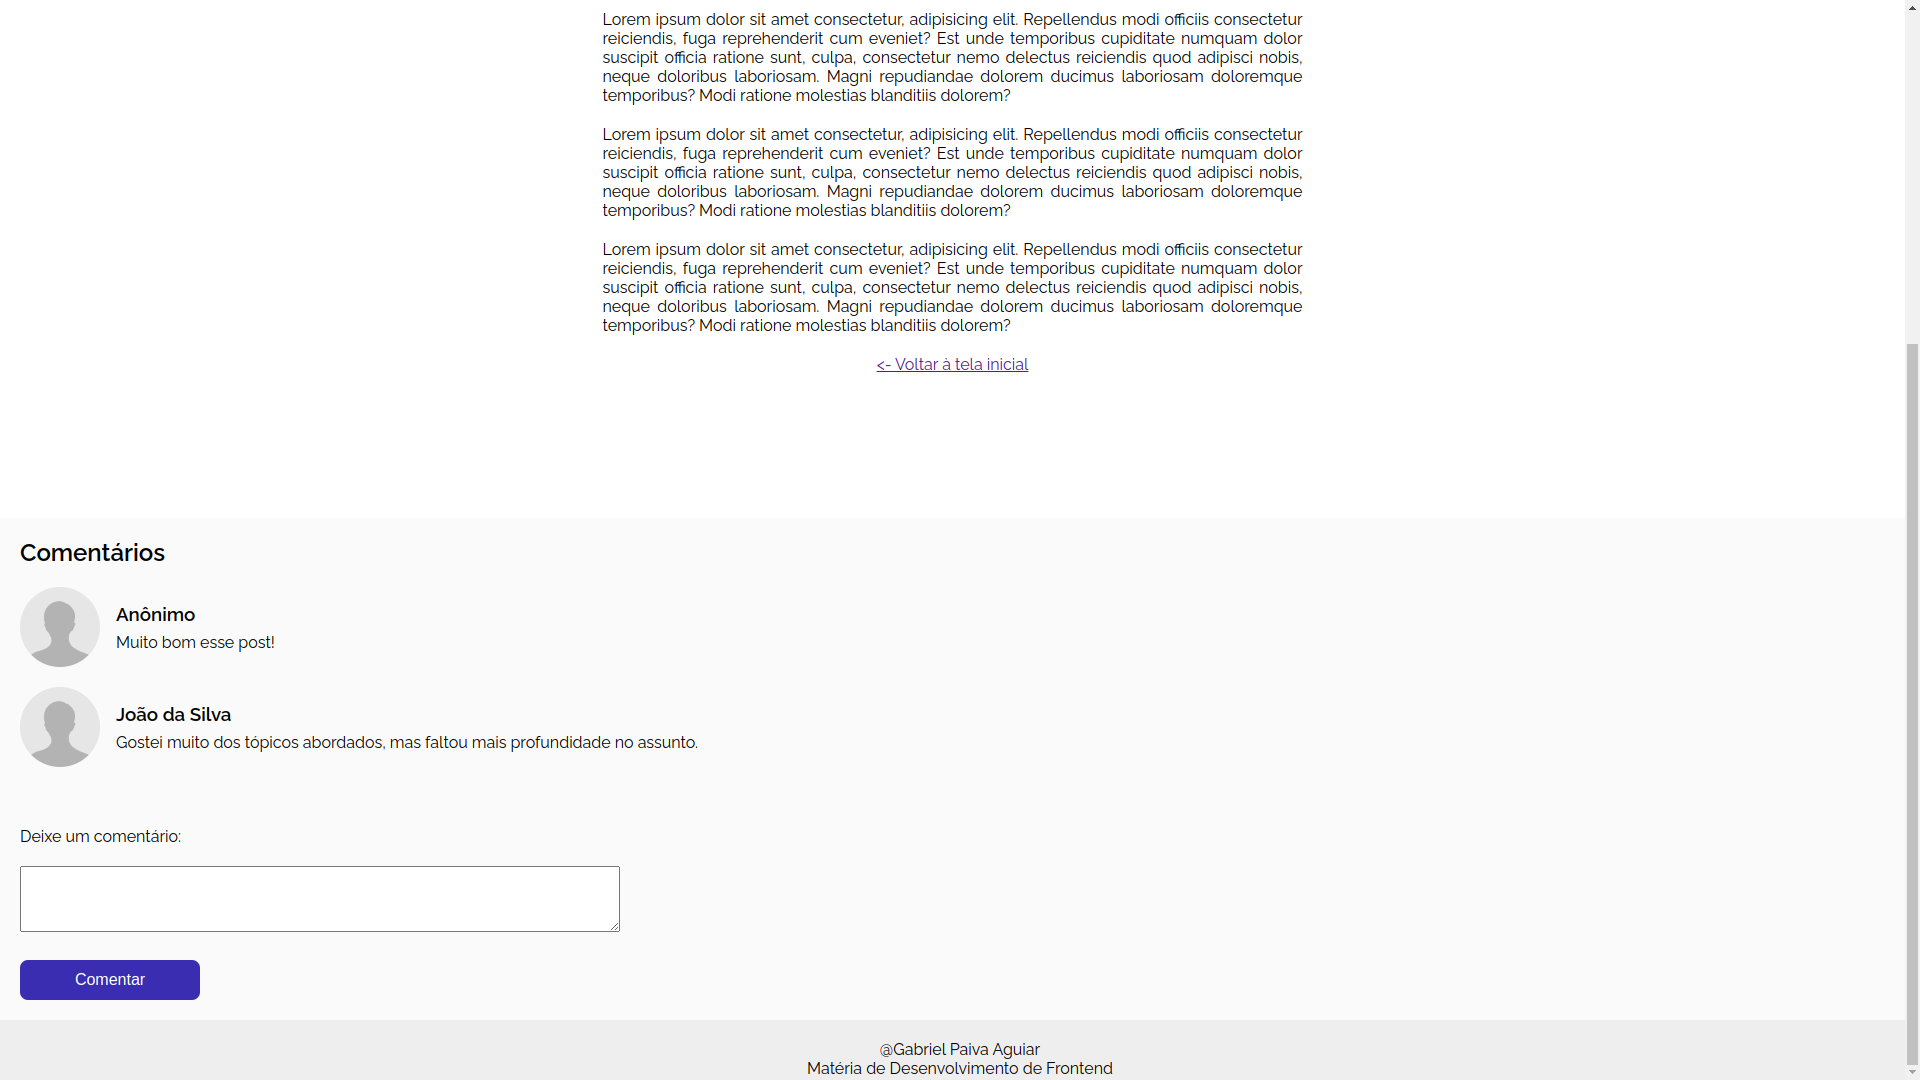 Lorem ipsum dolor sit amet consectetur, adipisicing elit. Repellendus modi officiis consectetur
reiciendis, fuga reprehenderit cum eveniet? Est unde temporibus cupiditate numquam dolor
suscipit officia ratione sunt, culpa, consectetur nemo delectus reiciendis quod adipisci nobis,
neque doloribus laboriosam. Magni repudiandae dolorem ducimus laboriosam doloremque
temporibus? Modi ratione molestias blanditiis dolorem?
Lorem ipsum dolor sit amet consectetur, adipisicing elit. Repellendus modi officiis consectetur
reiciendis, fuga reprehenderit cum eveniet? Est unde temporibus cupiditate numquam dolor
suscipit officia ratione sunt, culpa, consectetur nemo delectus reiciendis quod adipisci nobis,
neque doloribus laboriosam. Magni repudiandae dolorem ducimus laboriosam doloremque
temporibus? Modi ratione molestias blanditiis dolorem?
Lorem ipsum dolor sit amet consectetur, adipisicing elit. Repellendus modi officiis consectetur
reiciendis, fuga reprehenderit cum eveniet? Est unde temporibus cupiditate numquam dolor
suscipit officia ratione sunt, culpa, consectetur nemo delectus reiciendis quod adipisci nobis,
neque doloribus laboriosam. Magni repudiandae dolorem ducimus laboriosam doloremque
temporibus? Modi ratione molestias blanditiis dolorem?
<- Voltar à tela inicial
Comentários
Anônimo
Muito bom esse post!
João da Silva
Gostei muito dos tópicos abordados, mas faltou mais profundidade no assunto.
Deixe um comentário:
Comentar
@Gabriel Paiva Aguiar
Matéria de Desenvolvimento de Frontend